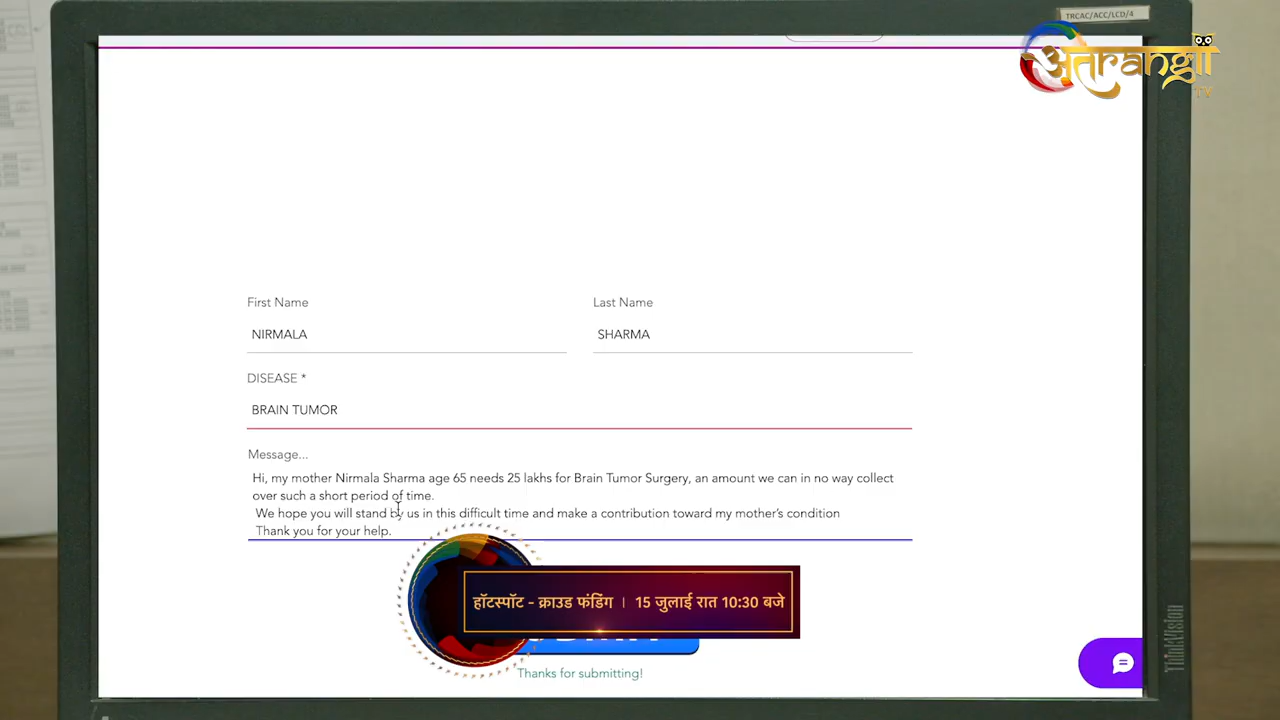 TRCAC/ACC/LCD/4
अतrangii
TV
First Name
Last Name
NIRMALA
SHARMA
DISEASE *
BRAIN TUMOR
Message...
Hi, my mother Nirmala Sharma age 65 needs 25 lakhs for Brain Tumor Surgery, an amount we can in no way collect
over such a short period of time.
We hope you will stand by us in this difficult time and make a contribution toward my mother's condition
Thank you for your help.
हॉटस्पॉट - क्राउड फंडिंग । 15 जुलाई रात 10:30 बजे
Thanks for submitting!
ThinkVision